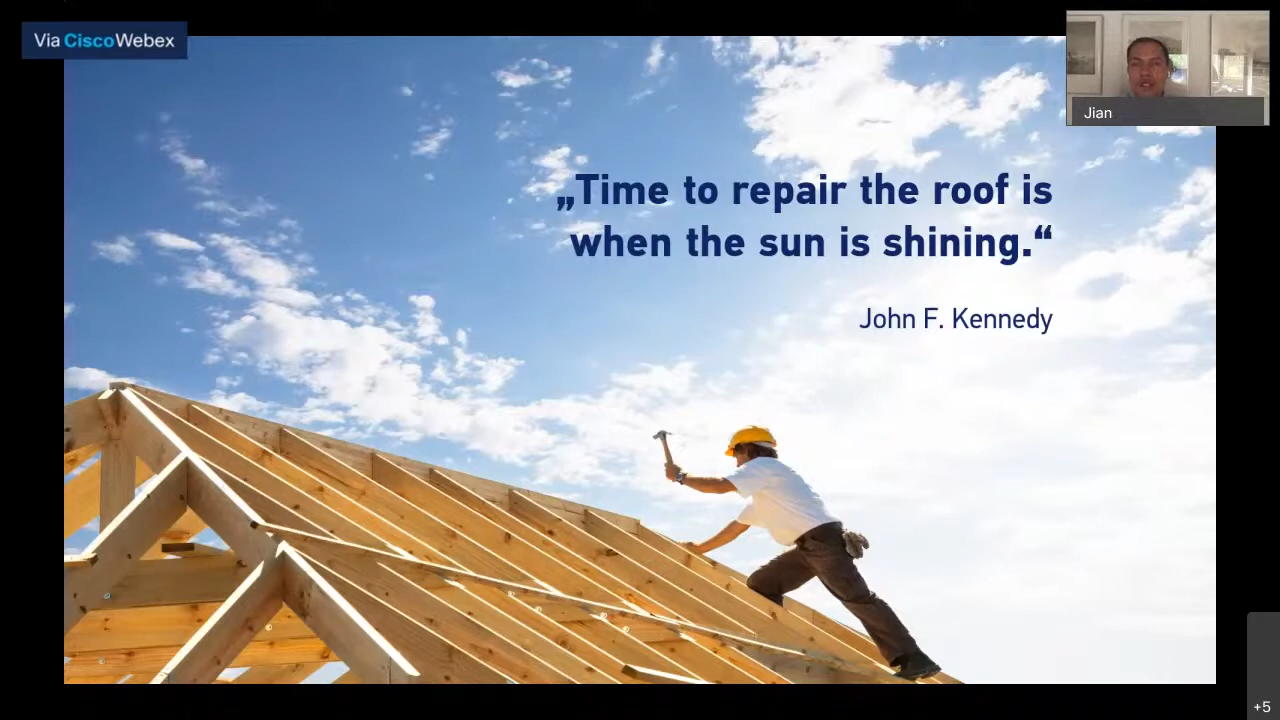 Via CiscoWebex
Jian
„Time to repair the roof is
when the sun is shining.“
John F. Kennedy
+5